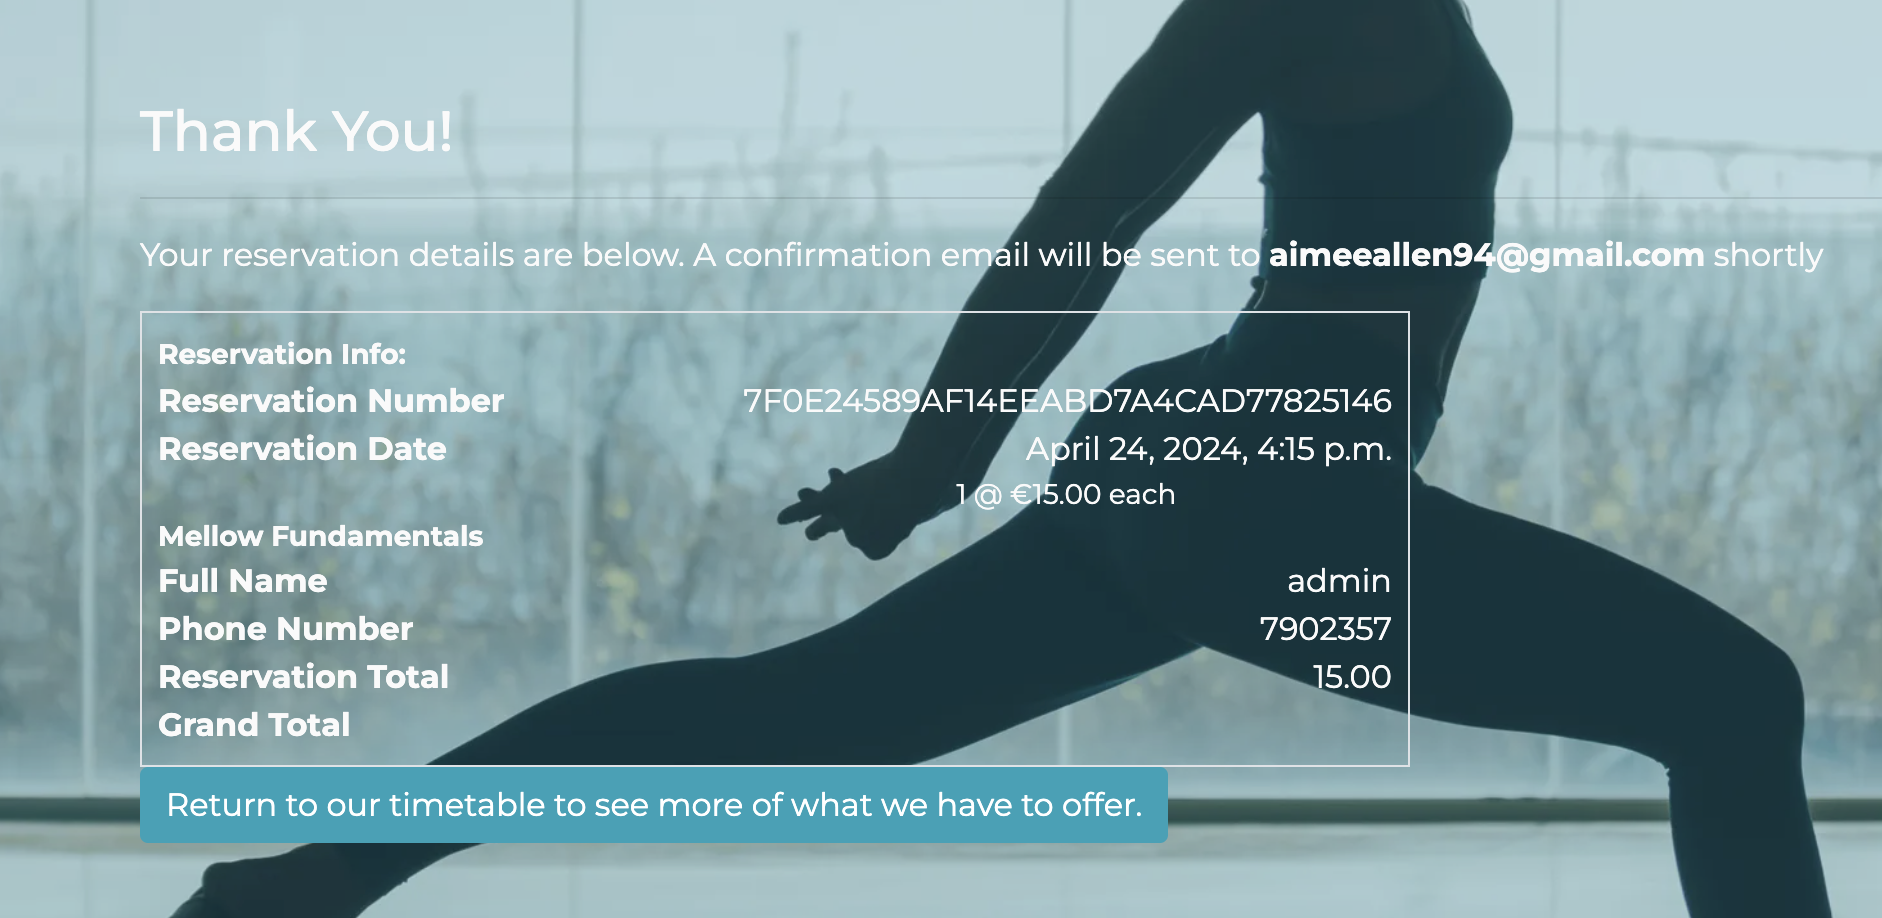 Thank You!
Your reservation details are below. A confirmation email will be sent to aimeeallen94@gmail.com shortly
Reservation Info:
Reservation Number 7F0E24589AF14EEABD7A4CAD77825146
Reservation Date April 24, 2024, 4:15 p.m.
1 @ €15.00 each
Mellow Fundamentals
Full Name admin
Phone Number 7902357
Reservation Total 15.00
Grand Total
Return to our timetable to see more of what we have to offer.